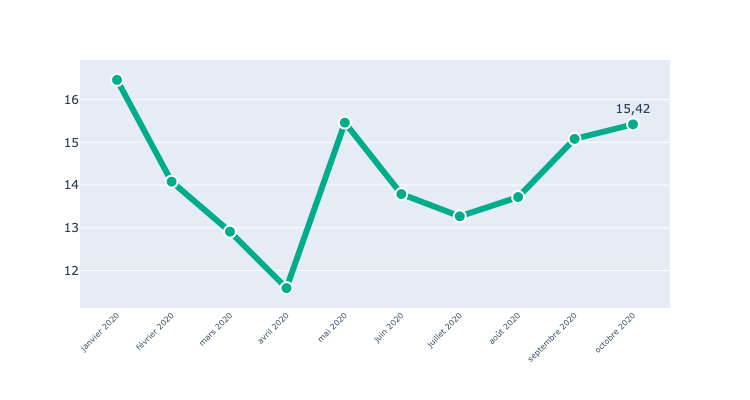 16
15
14
13
12
15,42
janvier 2020
février 2020
mars 2020
avril 2020
mai 2020
juin 2020
juillet 2020
août 2020
septembre 2020
octobre 2020